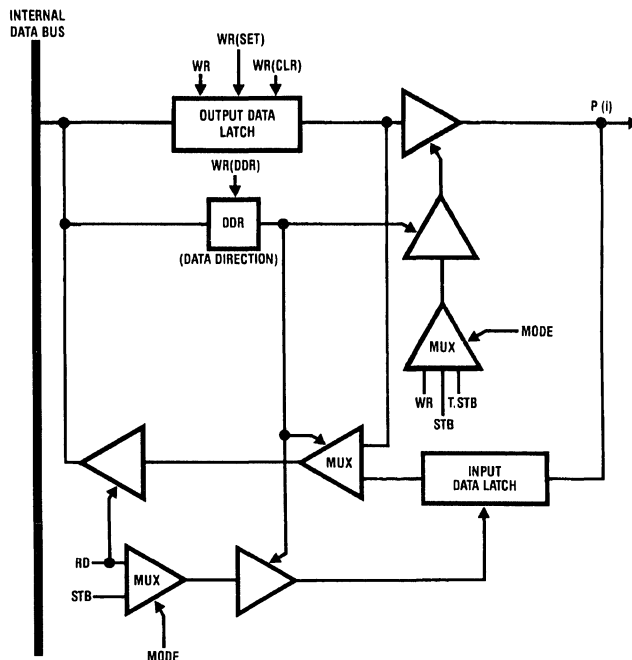 INTERNAL
DATA BUS
WR(SET)
WR
WR(CLR)
P (i)
OUTPUT DATA
LATCH
WR(DDR)
DDR
(DATA DIRECTION)
MODE
MUX
WR
T.STB
STB
MUX
INPUT
DATA LATCH
RD
MUX
STB
MODE